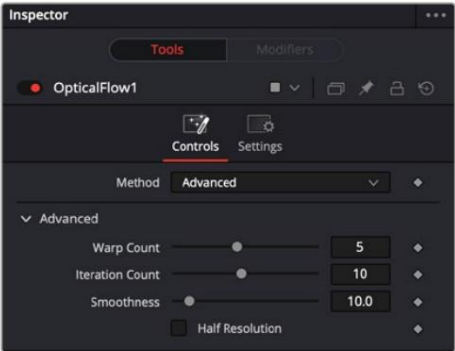 Inspector
Tools Modifiers
OpticalFlow1
Controls Settings
Method Advanced
Advanced
Warp Count 5
Iteration Count 10
Smoothness 10.0
Half Resolution